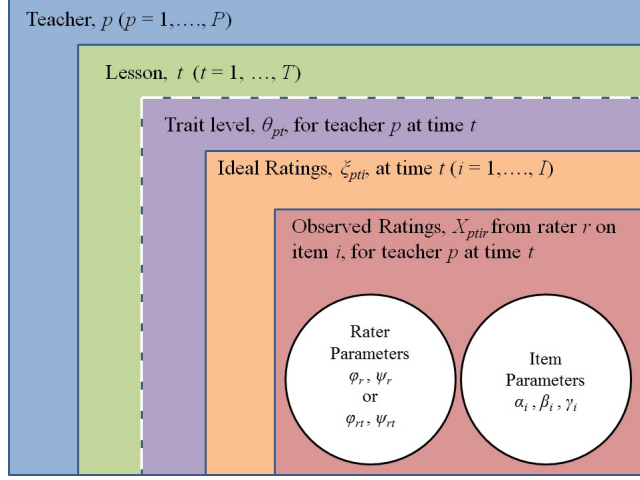 Teacher, p (p = 1,…., P)
Lesson, t (t = 1, …, T)
Trait level, θpt, for teacher p at time t
Ideal Ratings, ξpti, at time t (i = 1,…., I)
Observed Ratings, Xptir from rater r on
item i, for teacher p at time t
Rater
Parameters
φr, ψr
or
φrt, ψrt
Item
Parameters
αi, βi, γi